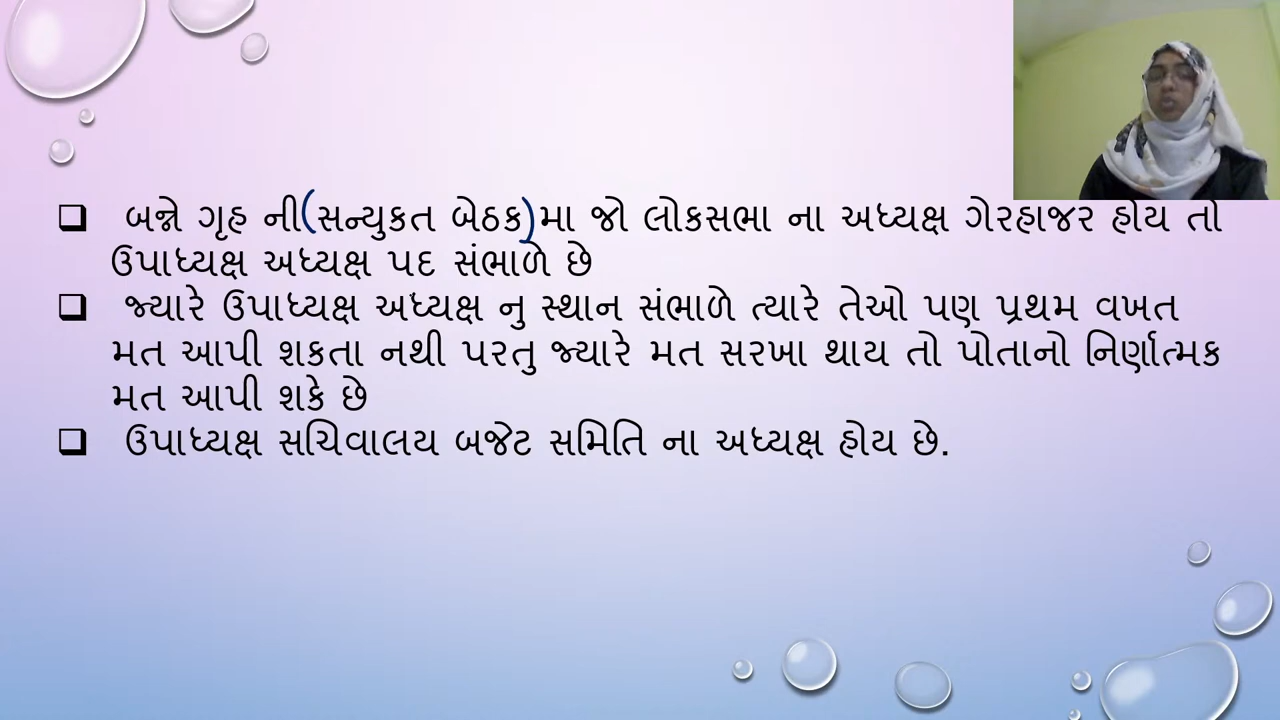 બન્ને ગૃહ ની(સન્યુકત બેઠક)મા જો લોકસભા ના અધ્યક્ષ ગેરહાજર હોય તો
ઉપાધ્યક્ષ અધ્યક્ષ પદ સંભાળે છે
જ્યારે ઉપાધ્યક્ષ અધ્યક્ષ નુ સ્થાન સંભાળે ત્યારે તેઓ પણ પ્રથમ વખત
મત આપી શકતા નથી પરતુ જ્યારે મત સરખા થાય તો પોતાનો નિર્ણાત્મક
મત આપી શકે છે
ઉપાધ્યક્ષ સચિવાલય બજેટ સમિતિ ના અધ્યક્ષ હોય છે.